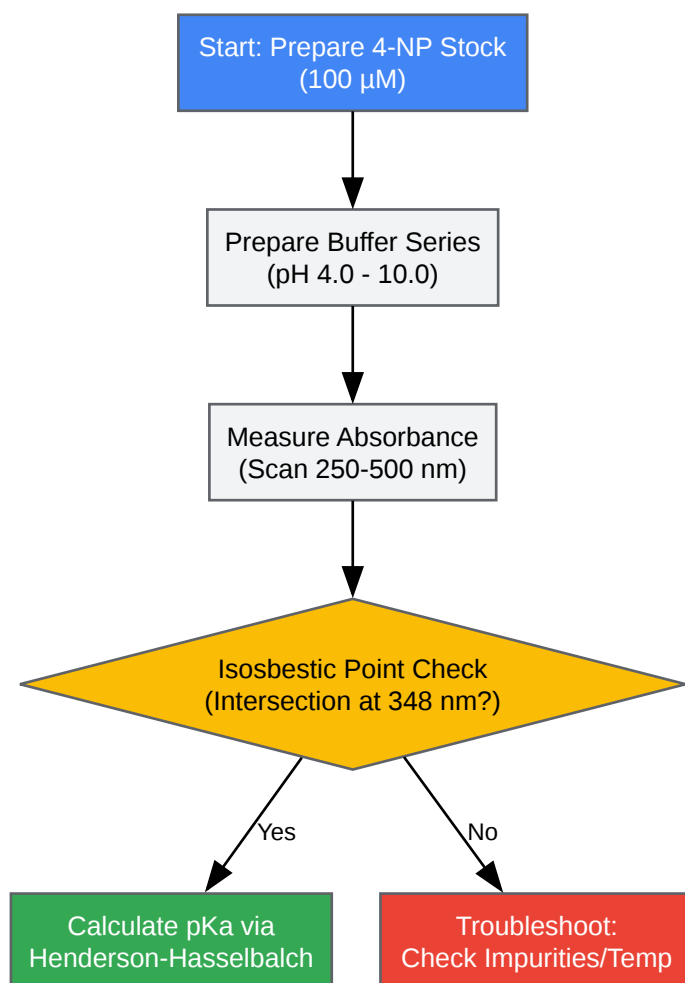 Start: Prepare 4-NP Stock
(100 µM)
Prepare Buffer Series
(pH 4.0 - 10.0)
Measure Absorbance
(Scan 250-500 nm)
Isosbestic Point Check
(Intersection at 348 nm?)
Yes
No
Calculate pKa via
Henderson-Hasselbalch
Troubleshoot:
Check Impurities/Temp